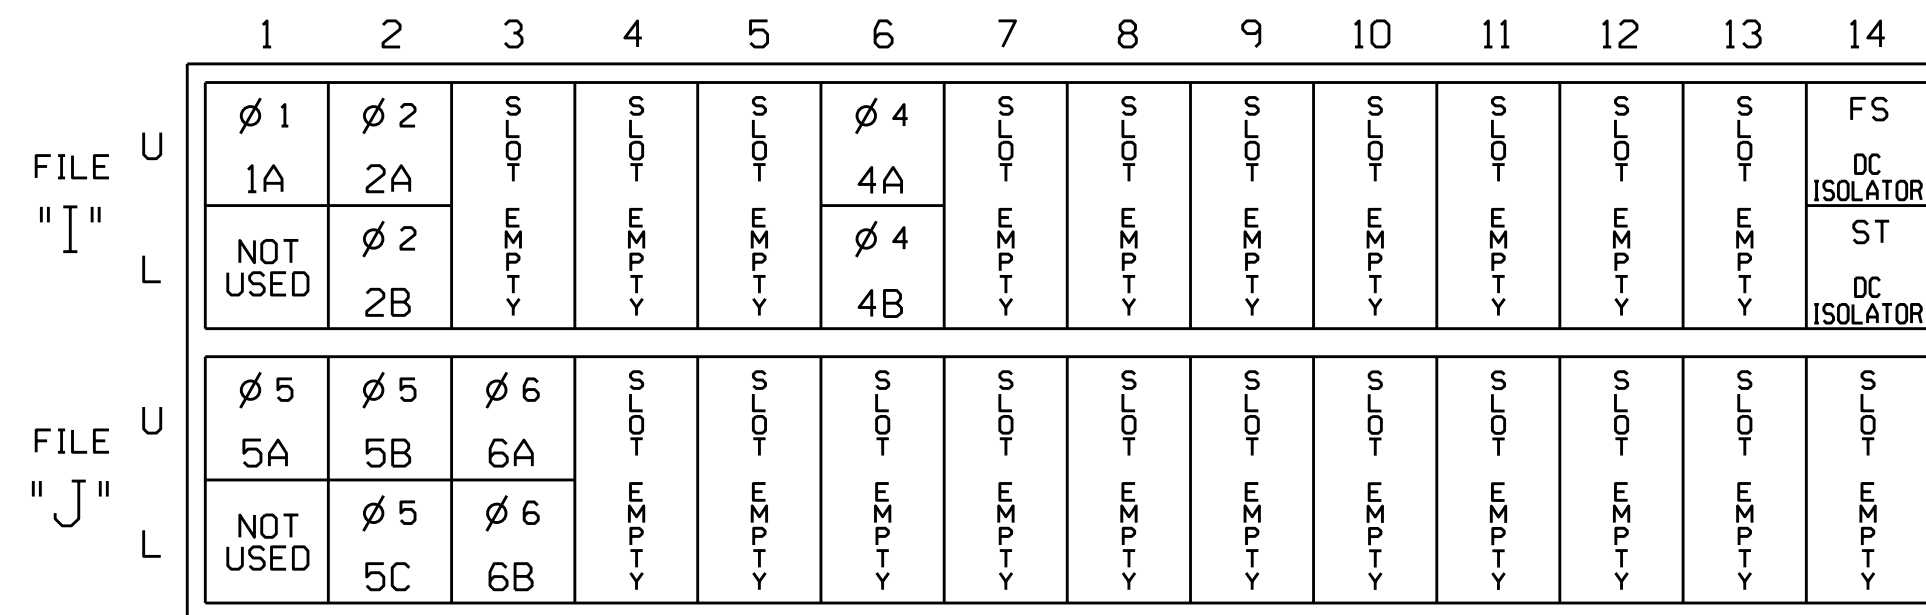 1 2 3 4 5 6 7 8 9 10 11 12 13 14
FILE "I"
U
L
Ø 1
1A
NOT
USED
Ø 2
2A
Ø 2
2B
SLOT EMPTY
SLOT EMPTY
SLOT EMPTY
Ø 4
4A
Ø 4
4B
SLOT EMPTY
SLOT EMPTY
SLOT EMPTY
SLOT EMPTY
SLOT EMPTY
SLOT EMPTY
SLOT EMPTY
FS
DC
ISOLATOR
ST
DC
ISOLATOR
FILE "J"
U
L
Ø 5
5A
NOT
USED
Ø 5
5B
Ø 5
5C
Ø 6
6A
Ø 6
6B
SLOT EMPTY
SLOT EMPTY
SLOT EMPTY
SLOT EMPTY
SLOT EMPTY
SLOT EMPTY
SLOT EMPTY
SLOT EMPTY
SLOT EMPTY
SLOT EMPTY
SLOT EMPTY